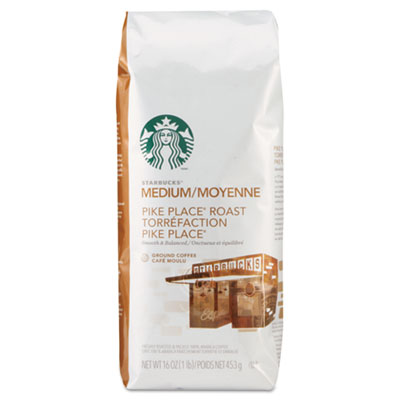 STARBUCKS®
MEDIUM/MOYENNE
PIKE PLACE® ROAST
TORRÉFACTION
PIKE PLACE®
Smooth & Balanced / Onctueux et équilibré
GROUND COFFEE
CAFÉ MOULU
STARBUCKS
NET WT 16 OZ (1 lb) / POIDS NET 453 g